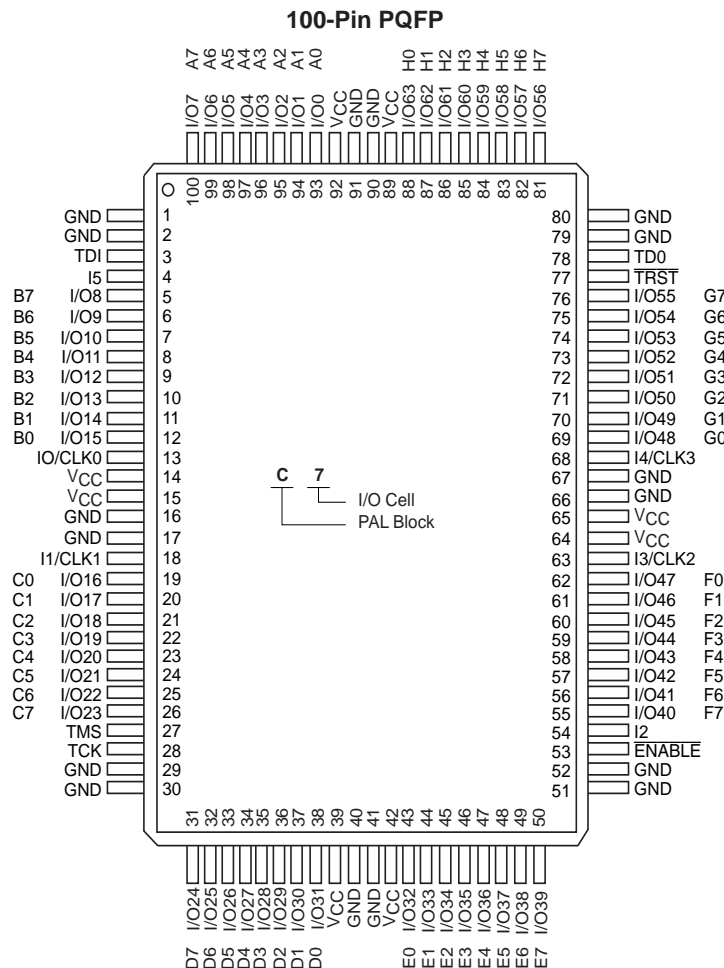 100-Pin PQFP
A7 A6 A5 A4 A3 A2 A1 A0 H0 H1 H2 H3 H4 H5 H6 H7
I/O7 I/O6 I/O5 I/O4 I/O3 I/O2 I/O1 I/O0 VCC GND GND VCC I/O63 I/O62 I/O61 I/O60 I/O59 I/O58 I/O57 I/O56
100 99 98 97 96 95 94 93 92 91 90 89 88 87 86 85 84 83 82 81
GND 1 80 GND
GND 2 79 GND
TDI 3 78 TD0
I5 4 77 TRST
B7 I/O8 5 76 I/O55 G7
B6 I/O9 6 75 I/O54 G6
B5 I/O10 7 74 I/O53 G5
B4 I/O11 8 73 I/O52 G4
B3 I/O12 9 72 I/O51 G3
B2 I/O13 10 71 I/O50 G2
B1 I/O14 11 70 I/O49 G1
B0 I/O15 12 69 I/O48 G0
IO/CLK0 13 68 I4/CLK3
VCC 14 67 GND
VCC 15 66 GND
GND 16 65 VCC
GND 17 64 VCC
I1/CLK1 18 63 I3/CLK2
C0 I/O16 19 62 I/O47 F0
C1 I/O17 20 61 I/O46 F1
C2 I/O18 21 60 I/O45 F2
C3 I/O19 22 59 I/O44 F3
C4 I/O20 23 58 I/O43 F4
C5 I/O21 24 57 I/O42 F5
C6 I/O22 25 56 I/O41 F6
C7 I/O23 26 55 I/O40 F7
TMS 27 54 I2
TCK 28 53 ENABLE
GND 29 52 GND
GND 30 51 GND
C 7
I/O Cell
PAL Block
31 32 33 34 35 36 37 38 39 40 41 42 43 44 45 46 47 48 49 50
I/O24 I/O25 I/O26 I/O27 I/O28 I/O29 I/O30 I/O31 VCC GND GND VCC I/O32 I/O33 I/O34 I/O35 I/O36 I/O37 I/O38 I/O39
D7 D6 D5 D4 D3 D2 D1 D0 E0 E1 E2 E3 E4 E5 E6 E7